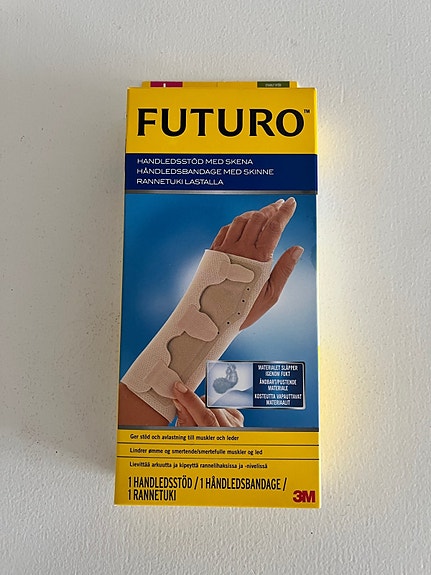 FUTURO™
HANDLEDSSTÖD MED SKENA
HÅNDLEDSBANDAGE MED SKINNE
RANNETUKI LASTALLA
MATERIALET SLÄPPER
IGENOM FUKT
ÅNDBART/PUSTENDE
MATERIALE
KOSTEUTTA VAPAUTTAVAT
MATERIAALIT
Ger stöd och avlastning till muskler och leder
Lindrer ømme og smertende/smertefulle muskler og led
Lievittää arkuutta ja kipeyttä rannelihaksissa ja -nivelissä
1 HANDLEDSSTÖD / 1 HÅNDLEDSBANDAGE /
1 RANNETUKI
3M